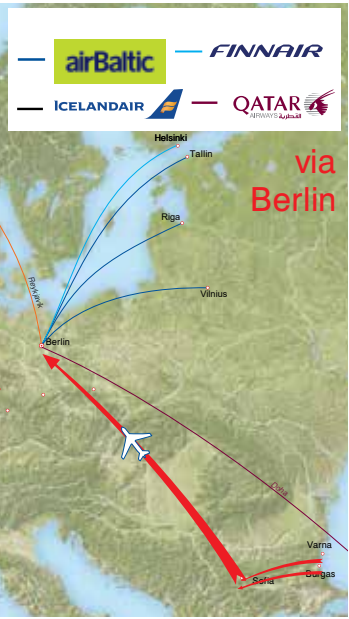 airBaltic
FINNAIR
ICELANDAIR
QATAR
AIRWAYS القطرية
via
Berlin
Helsinki
Tallin
Riga
Vilnius
Reykjavik
Berlin
Doha
Varna
Burgas
Sofia